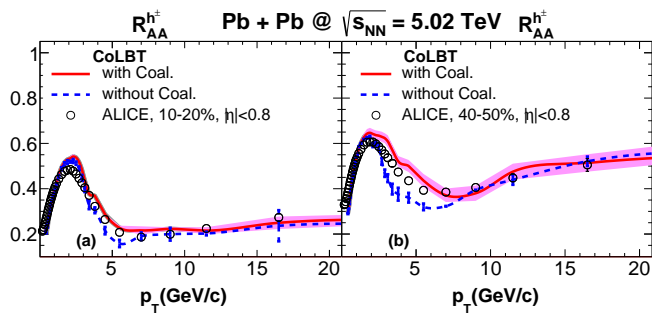 R_AA^h± Pb + Pb @ √s_NN = 5.02 TeV R_AA^h±
1
0.8
0.6
0.4
0.2
CoLBT
with Coal.
without Coal.
ALICE, 10-20%, |η|<0.8
(a)
5 10 15 20
p_T(GeV/c)
CoLBT
with Coal.
without Coal.
ALICE, 40-50%, |η|<0.8
(b)
5 10 15 20
p_T(GeV/c)